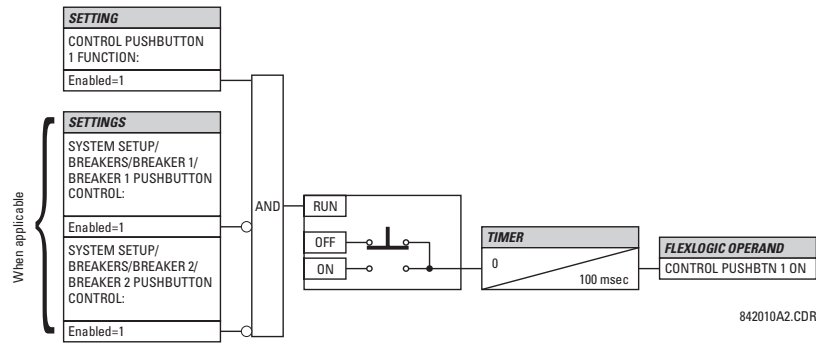 SETTING
CONTROL PUSHBUTTON
1 FUNCTION:
Enabled=1
When applicable
SETTINGS
SYSTEM SETUP/
BREAKERS/BREAKER 1/
BREAKER 1 PUSHBUTTON
CONTROL:
Enabled=1
SYSTEM SETUP/
BREAKERS/BREAKER 2/
BREAKER 2 PUSHBUTTON
CONTROL:
Enabled=1
AND
RUN
OFF
ON
TIMER
0
100 msec
FLEXLOGIC OPERAND
CONTROL PUSHBTN 1 ON
842010A2.CDR